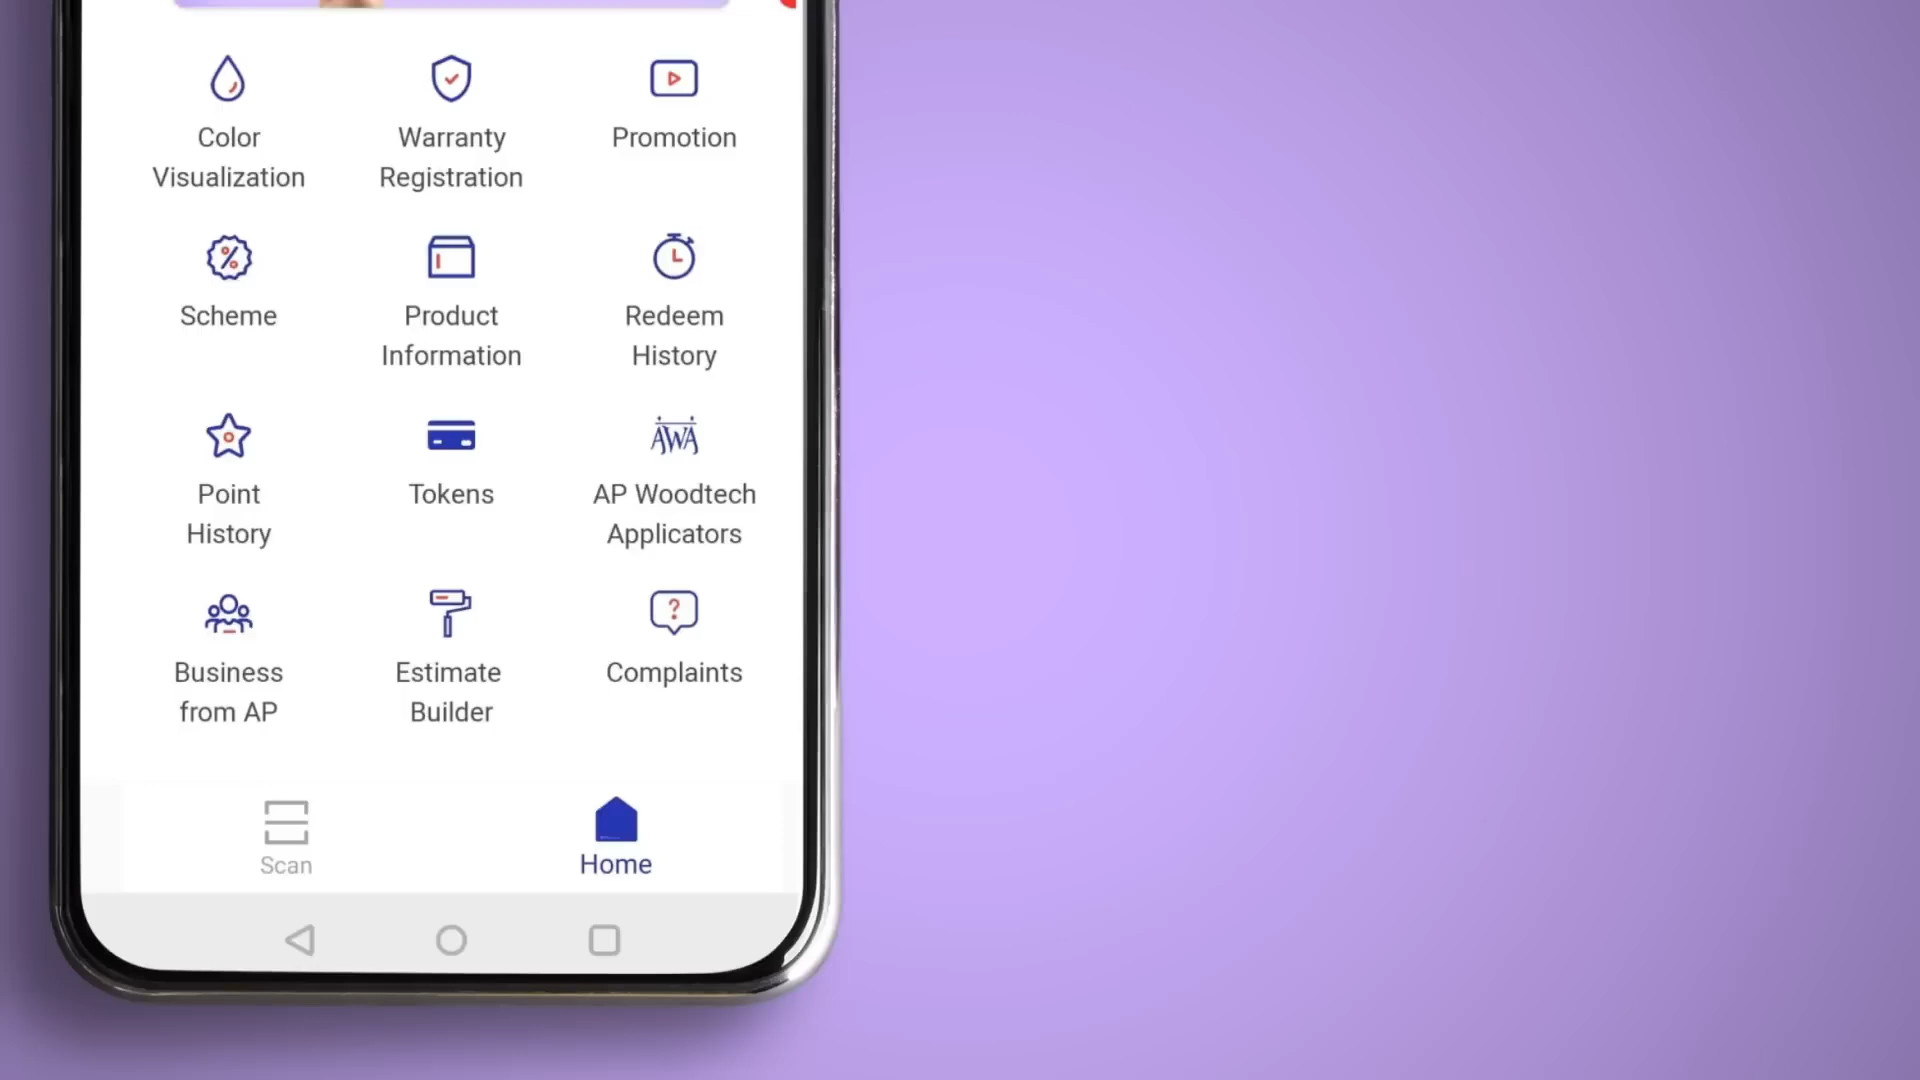 Color
Visualization
Warranty
Registration
Promotion
Scheme
Product
Information
Redeem
History
Point
History
Tokens
AWA
AP Woodtech
Applicators
Business
from AP
Estimate
Builder
?
Complaints
Scan
Home